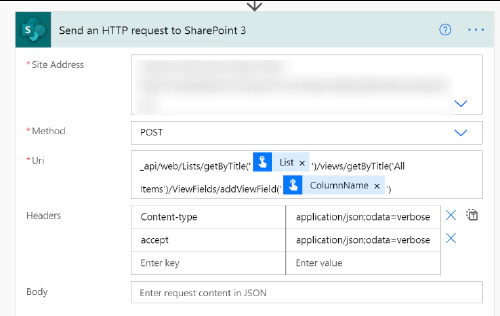 Send an HTTP request to SharePoint 3
* Site Address
* Method
POST
* Uri
_api/web/Lists/getByTitle(' List × ')/views/getByTitle('All
Items')/ViewFields/addViewField(' ColumnName × ')
Headers
Content-type application/json;odata=verbose
accept application/json;odata=verbose
Enter key Enter value
Body
Enter request content in JSON